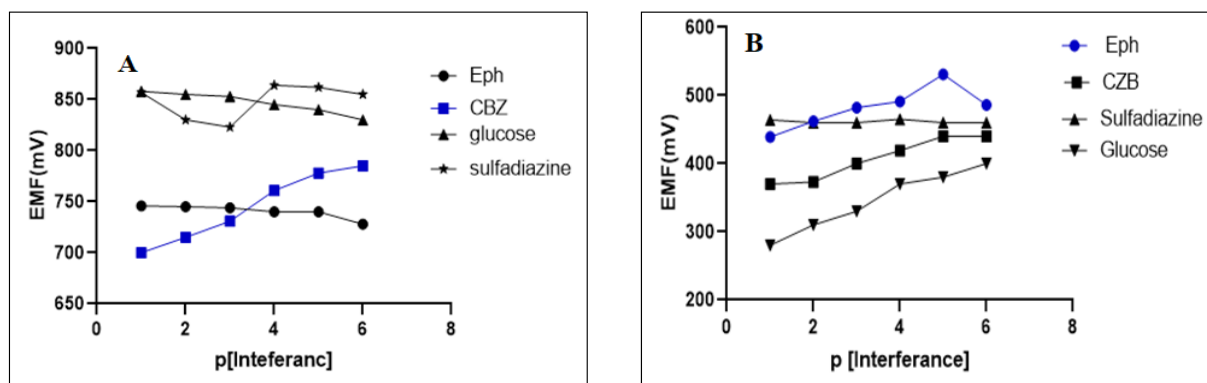 A
900
850
800
750
700
650
EMF(mV)
0 2 4 6 8
p[Inteferanc]
Eph
CBZ
glucose
sulfadiazine
B
600
500
400
300
200
EMF(mV)
0 2 4 6 8
p [Interferance]
Eph
CZB
Sulfadiazine
Glucose